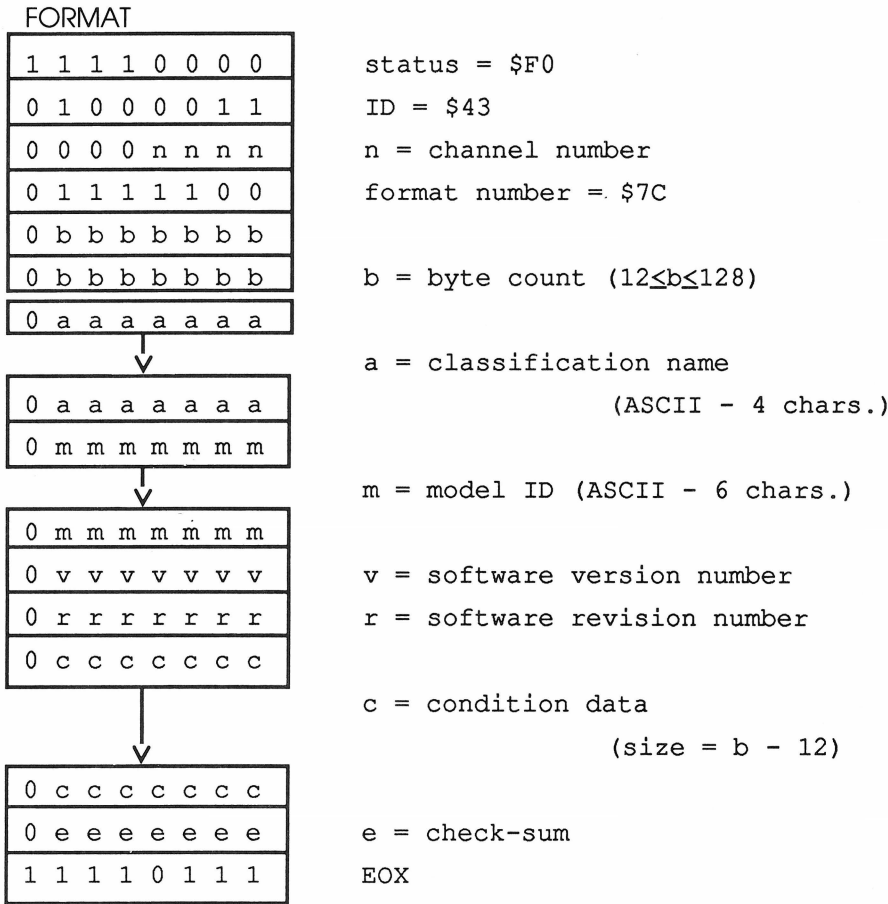 FORMAT
1 1 1 1 0 0 0 0 status = $F0
0 1 0 0 0 0 1 1 ID = $43
0 0 0 0 n n n n n = channel number
0 1 1 1 1 1 0 0 format number = $7C
0 b b b b b b b
0 b b b b b b b b = byte count (12≤b≤128)
0 a a a a a a a
a = classification name
0 a a a a a a a (ASCII - 4 chars.)
0 m m m m m m m
m = model ID (ASCII - 6 chars.)
0 m m m m m m m
0 v v v v v v v v = software version number
0 r r r r r r r r = software revision number
0 c c c c c c c
c = condition data
(size = b - 12)
0 c c c c c c c
0 e e e e e e e e = check-sum
1 1 1 1 0 1 1 1 EOX